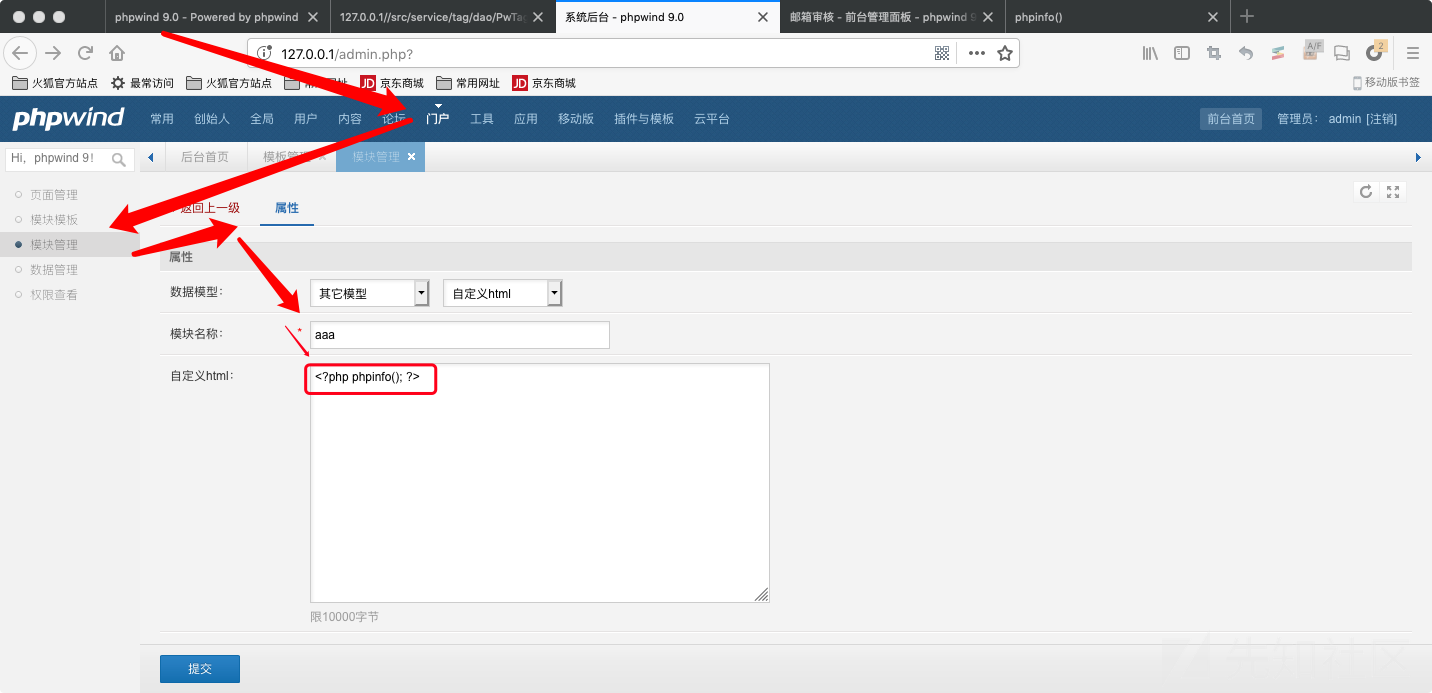 phpwind 9.0 - Powered by phpwind
127.0.0.1//src/service/tag/dao/PwTag
系统后台 - phpwind 9.0
邮箱审核 - 前台管理面板 - phpwind 9
phpinfo()
127.0.0.1/admin.php?
A/F
2
火狐官方站点
最常访问
火狐官方站点
JD 京东商城
常用网址
JD 京东商城
移动版书签
phpwind
常用 创始人 全局 用户 内容 论坛 门户 工具 应用 移动版 插件与模板 云平台
前台首页
管理员： admin [注销]
Hi, phpwind 9!
后台首页
模板管理
模块管理
页面管理
模块模板
模块管理
数据管理
权限查看
返回上一级
属性
属性
数据模型：
其它模型
自定义html
模块名称：
*
aaa
自定义html：
<?php phpinfo(); ?>
限10000字节
提交
先知社区